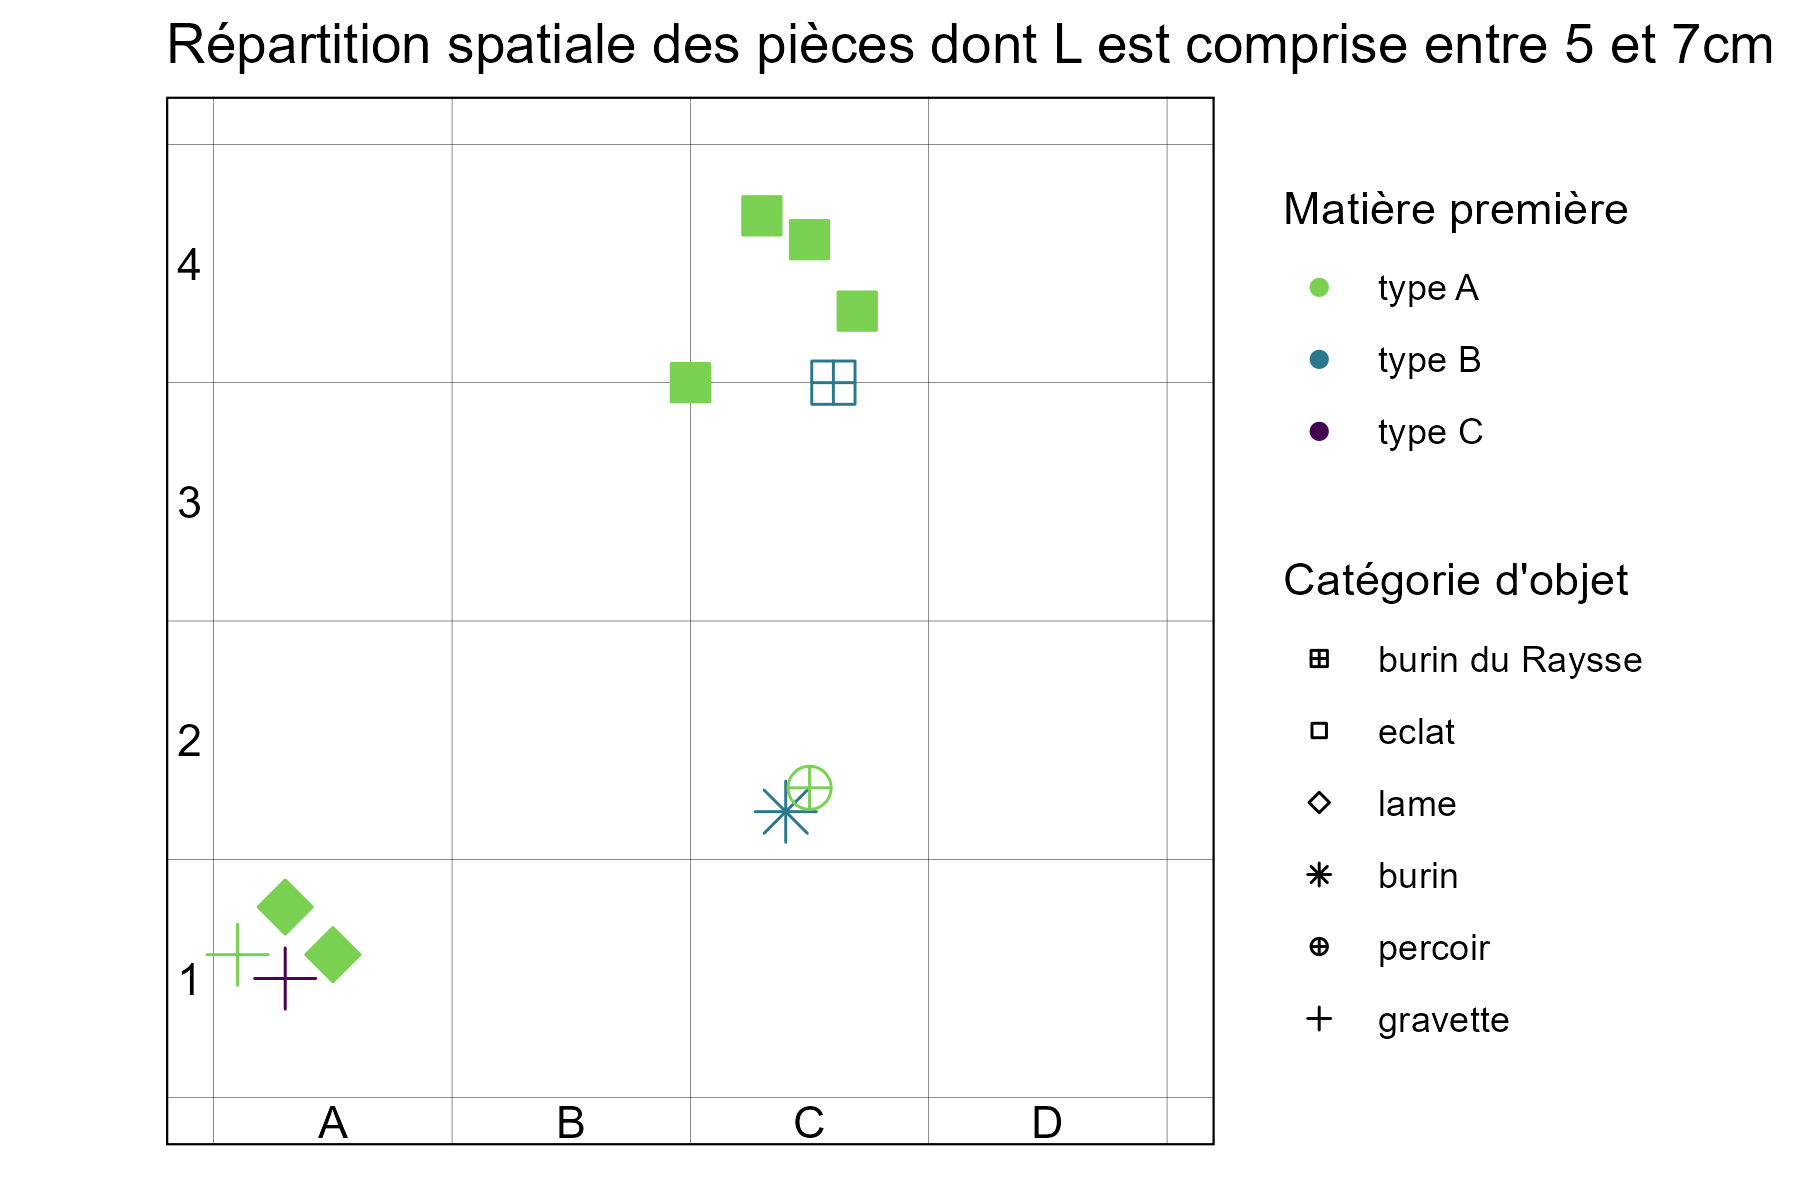 Répartition spatiale des pièces dont L est comprise entre 5 et 7cm
4
3
2
1
A
B
C
D
Matière première
type A
type B
type C
Catégorie d'objet
burin du Raysse
eclat
lame
burin
percoir
gravette